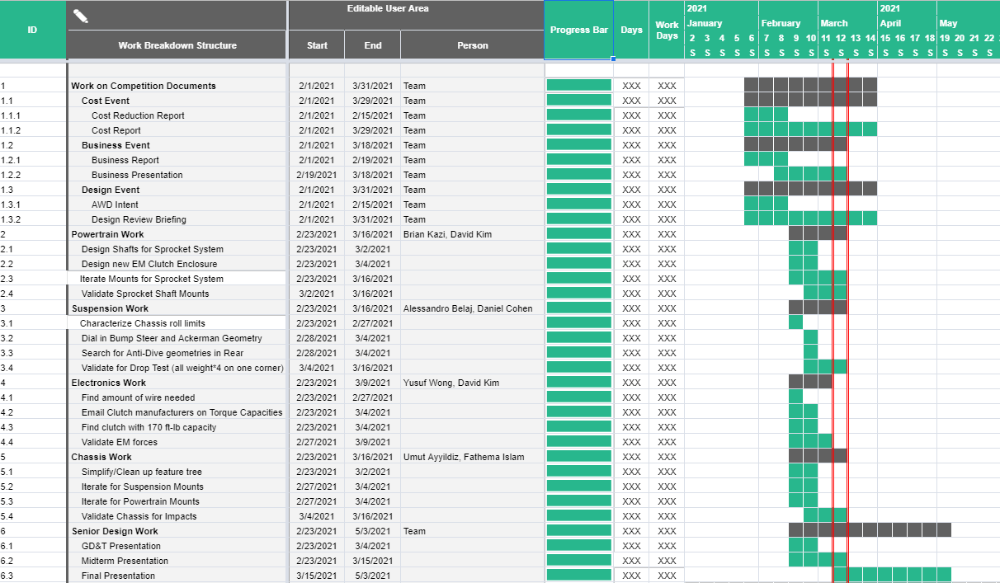 Editable User Area 2021 2021
ID Progress Bar Days Work Days January February March April May
Work Breakdown Structure Start End Person 2 3 4 5 6 7 8 9 10 11 12 13 14 15 16 17 18 19 20 21 22
S S S S S S S S S S S S S S S S S S S S S
1 Work on Competition Documents 2/1/2021 3/31/2021 Team XXX XXX
1.1 Cost Event 2/1/2021 3/29/2021 Team XXX XXX
1.1.1 Cost Reduction Report 2/1/2021 2/15/2021 Team XXX XXX
1.1.2 Cost Report 2/1/2021 3/29/2021 Team XXX XXX
1.2 Business Event 2/1/2021 3/18/2021 Team XXX XXX
1.2.1 Business Report 2/1/2021 2/19/2021 Team XXX XXX
1.2.2 Business Presentation 2/19/2021 3/18/2021 Team XXX XXX
1.3 Design Event 2/1/2021 3/31/2021 Team XXX XXX
1.3.1 AWD Intent 2/1/2021 2/15/2021 Team XXX XXX
1.3.2 Design Review Briefing 2/1/2021 3/31/2021 Team XXX XXX
2 Powertrain Work 2/23/2021 3/16/2021 Brian Kazi, David Kim XXX XXX
2.1 Design Shafts for Sprocket System 2/23/2021 3/2/2021 XXX XXX
2.2 Design new EM Clutch Enclosure 2/23/2021 3/4/2021 XXX XXX
2.3 Iterate Mounts for Sprocket System 2/23/2021 3/16/2021 XXX XXX
2.4 Validate Sprocket Shaft Mounts 3/2/2021 3/16/2021 XXX XXX
3 Suspension Work 2/23/2021 3/16/2021 Alessandro Belaj, Daniel Cohen XXX XXX
3.1 Characterize Chassis roll limits 2/23/2021 2/27/2021 XXX XXX
3.2 Dial in Bump Steer and Ackerman Geometry 2/28/2021 3/4/2021 XXX XXX
3.3 Search for Anti-Dive geometries in Rear 2/28/2021 3/4/2021 XXX XXX
3.4 Validate for Drop Test (all weight*4 on one corner) 3/4/2021 3/16/2021 XXX XXX
4 Electronics Work 2/23/2021 3/9/2021 Yusuf Wong, David Kim XXX XXX
4.1 Find amount of wire needed 2/23/2021 2/27/2021 XXX XXX
4.2 Email Clutch manufacturers on Torque Capacities 2/23/2021 3/4/2021 XXX XXX
4.3 Find clutch with 170 ft-lb capacity 2/23/2021 3/4/2021 XXX XXX
4.4 Validate EM forces 2/27/2021 3/9/2021 XXX XXX
5 Chassis Work 2/23/2021 3/16/2021 Umut Ayyildiz, Fathema Islam XXX XXX
5.1 Simplify/Clean up feature tree 2/23/2021 3/2/2021 XXX XXX
5.2 Iterate for Suspension Mounts 2/27/2021 3/4/2021 XXX XXX
5.3 Iterate for Powertrain Mounts 2/27/2021 3/4/2021 XXX XXX
5.4 Validate Chassis for Impacts 3/4/2021 3/16/2021 XXX XXX
6 Senior Design Work 2/23/2021 5/3/2021 Team XXX XXX
6.1 GD&T Presentation 2/23/2021 3/4/2021 XXX XXX
6.2 Midterm Presentation 2/23/2021 3/15/2021 XXX XXX
6.3 Final Presentation 3/15/2021 5/3/2021 XXX XXX